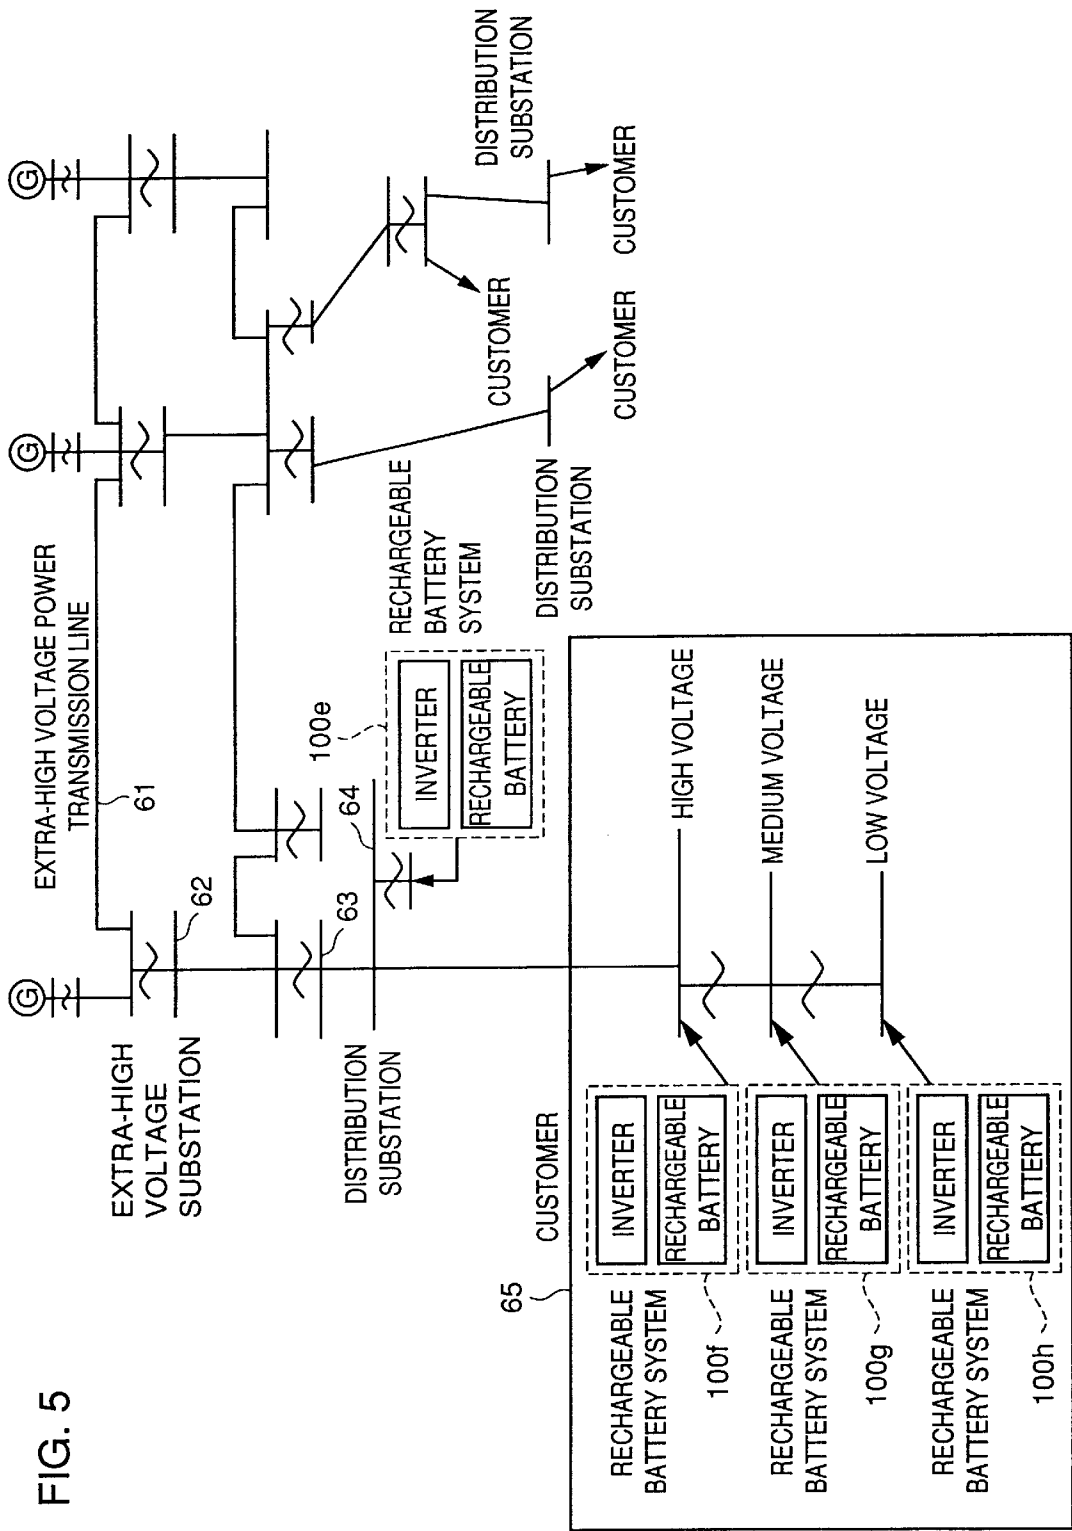 FIG. 5
G
G
G
EXTRA-HIGH VOLTAGE POWER
TRANSMISSION LINE
61
EXTRA-HIGH
VOLTAGE
SUBSTATION
62
63
DISTRIBUTION
SUBSTATION
64
100e
INVERTER
RECHARGEABLE
BATTERY
RECHARGEABLE
BATTERY
SYSTEM
CUSTOMER
DISTRIBUTION
SUBSTATION
CUSTOMER
DISTRIBUTION
SUBSTATION
CUSTOMER
65
CUSTOMER
RECHARGEABLE
BATTERY SYSTEM
100f
INVERTER
RECHARGEABLE
BATTERY
HIGH VOLTAGE
RECHARGEABLE
BATTERY SYSTEM
100g
INVERTER
RECHARGEABLE
BATTERY
MEDIUM VOLTAGE
RECHARGEABLE
BATTERY SYSTEM
100h
INVERTER
RECHARGEABLE
BATTERY
LOW VOLTAGE